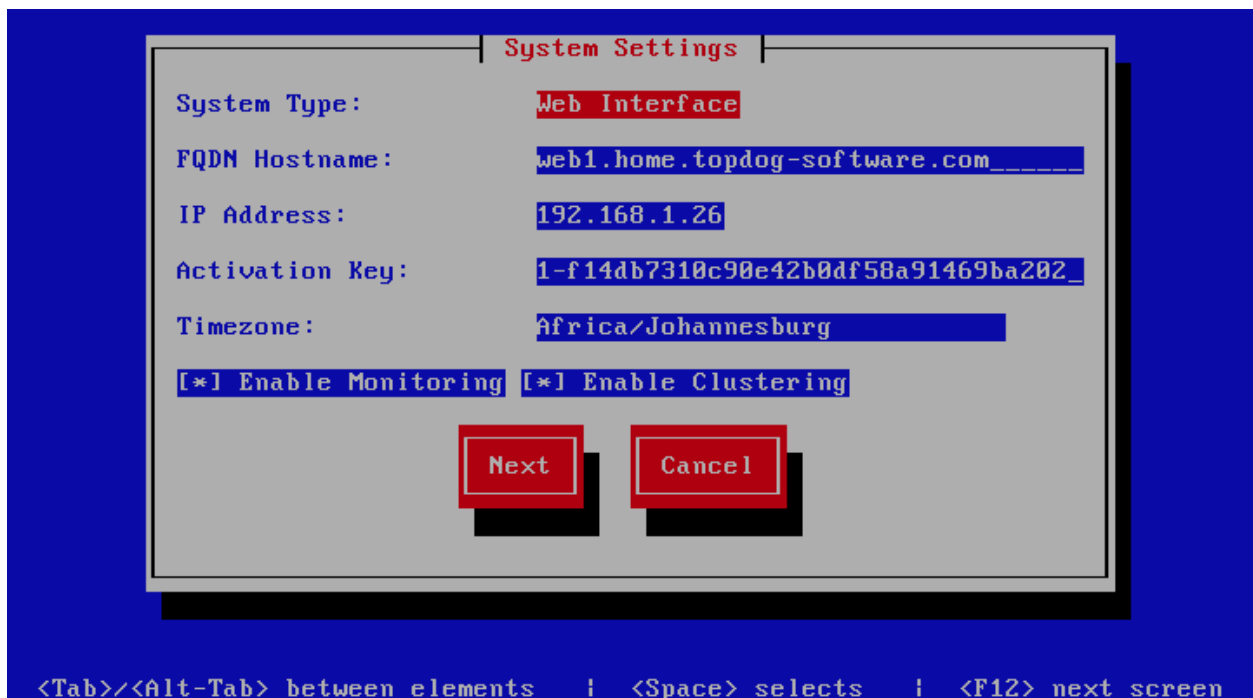 System Settings
System Type: Web Interface
FQDN Hostname: web1.home.topdog-software.com______
IP Address: 192.168.1.26
Activation Key: 1-f14db7310c90e42b0df58a91469ba202_
Timezone: Africa/Johannesburg
[*] Enable Monitoring [*] Enable Clustering
Next Cancel
<Tab>/<Alt-Tab> between elements | <Space> selects | <F12> next screen